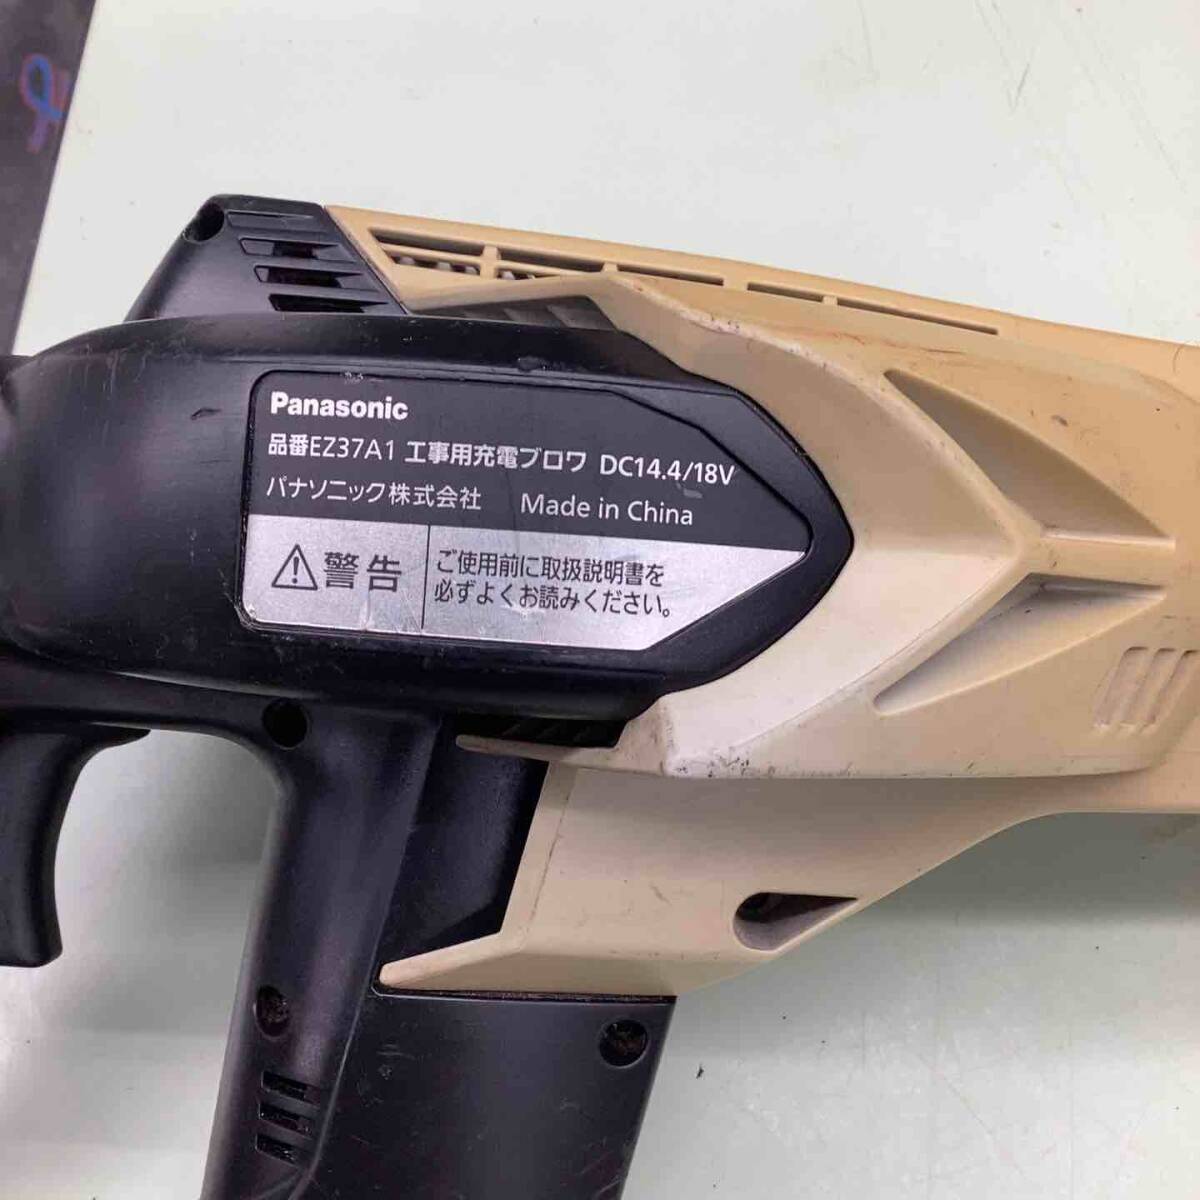 Panasonic
品番EZ37A1 工事用充電ブロワ DC14.4/18V
パナソニック株式会社 Made in China
警告
ご使用前に取扱説明書を
必ずよくお読みください。